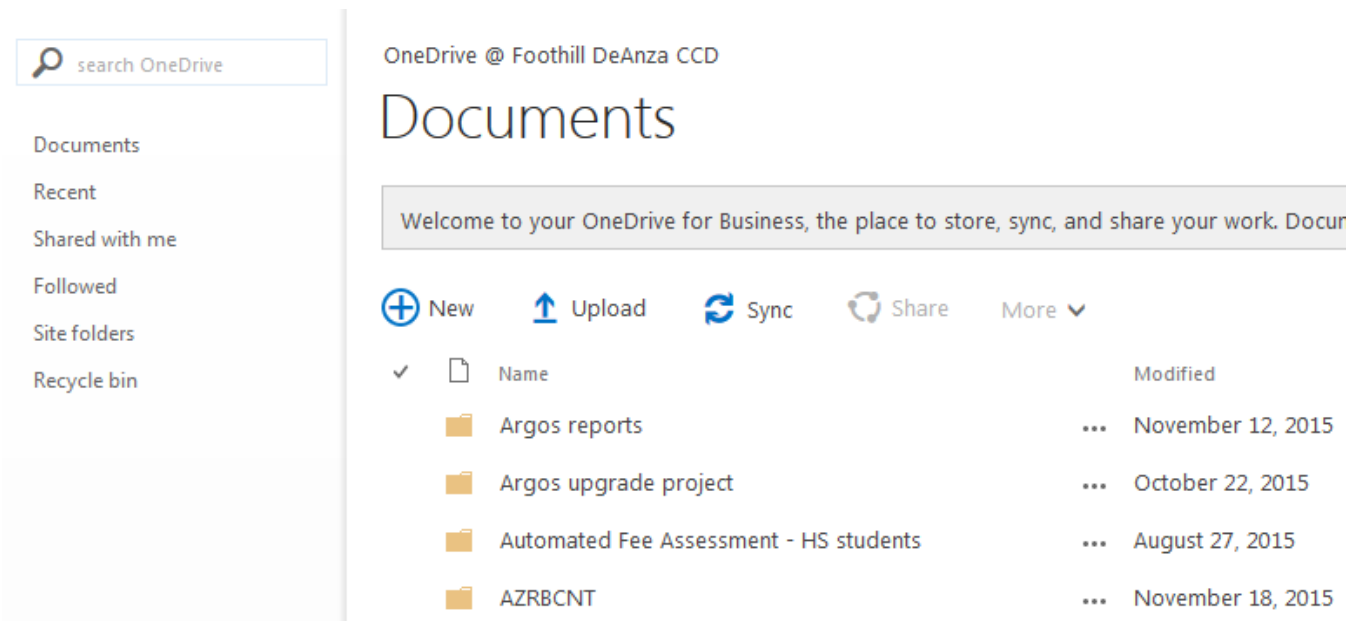 search OneDrive
Documents
Recent
Shared with me
Followed
Site folders
Recycle bin
OneDrive @ Foothill DeAnza CCD
Documents
Welcome to your OneDrive for Business, the place to store, sync, and share your work. Docu
New Upload Sync Share More
Name Modified
Argos reports ... November 12, 2015
Argos upgrade project ... October 22, 2015
Automated Fee Assessment - HS students ... August 27, 2015
AZRBCNT ... November 18, 2015